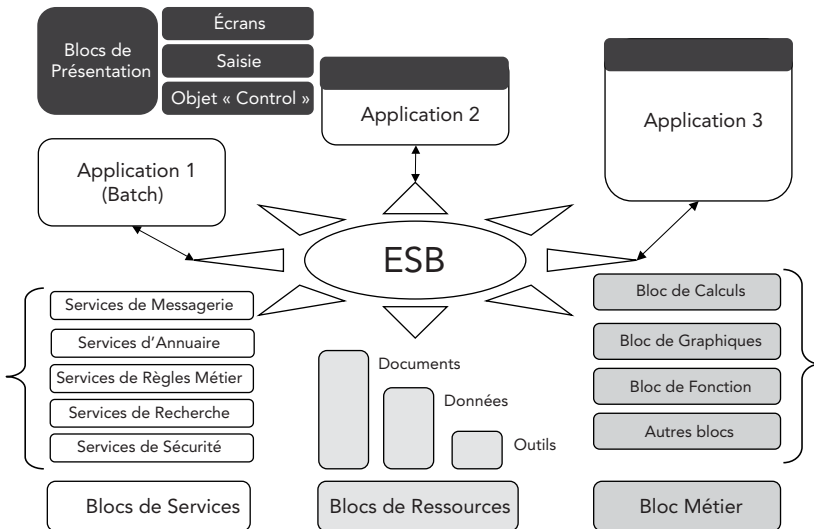 Blocs de
Présentation
Écrans
Saisie
Objet « Control »
Application 2
Application 3
Application 1
(Batch)
ESB
Services de Messagerie
Services d'Annuaire
Services de Règles Métier
Services de Recherche
Services de Sécurité
Documents
Données
Outils
Bloc de Calculs
Bloc de Graphiques
Bloc de Fonction
Autres blocs
Blocs de Services
Blocs de Ressources
Bloc Métier